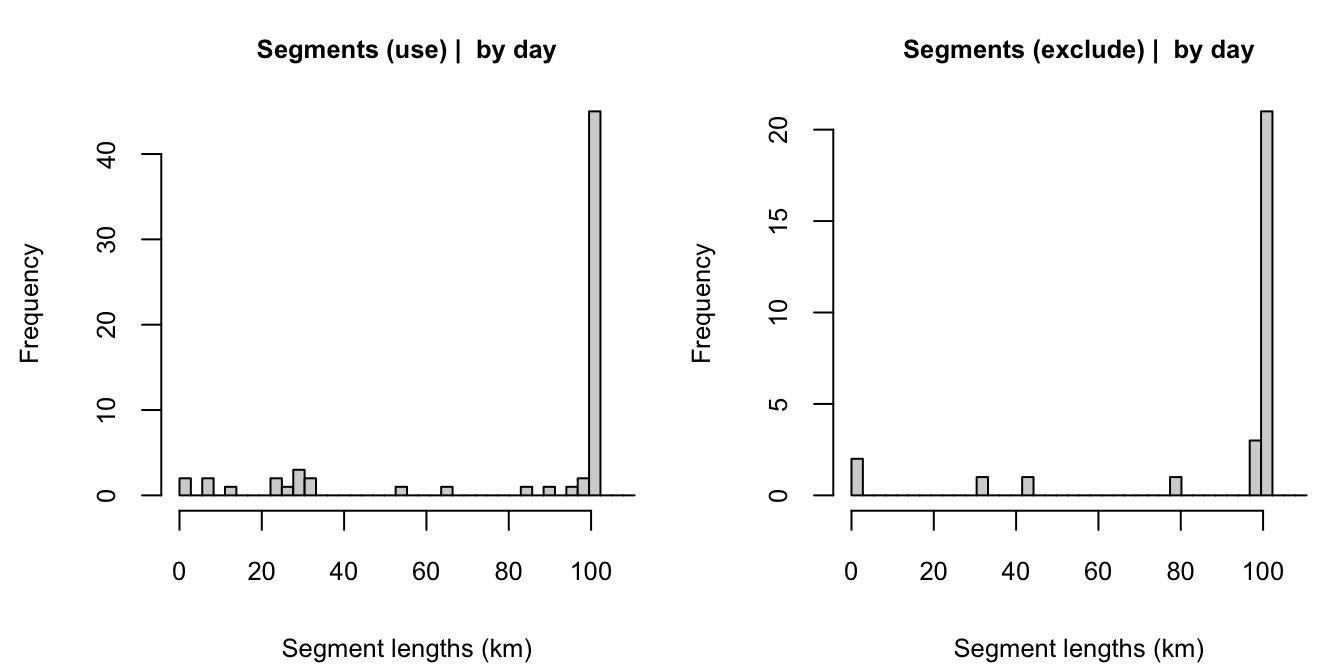 Segments (use) |  by day
Frequency
40
30
20
10
0
0 20 40 60 80 100
Segment lengths (km)
Segments (exclude) |  by day
Frequency
20
15
10
5
0
0 20 40 60 80 100
Segment lengths (km)